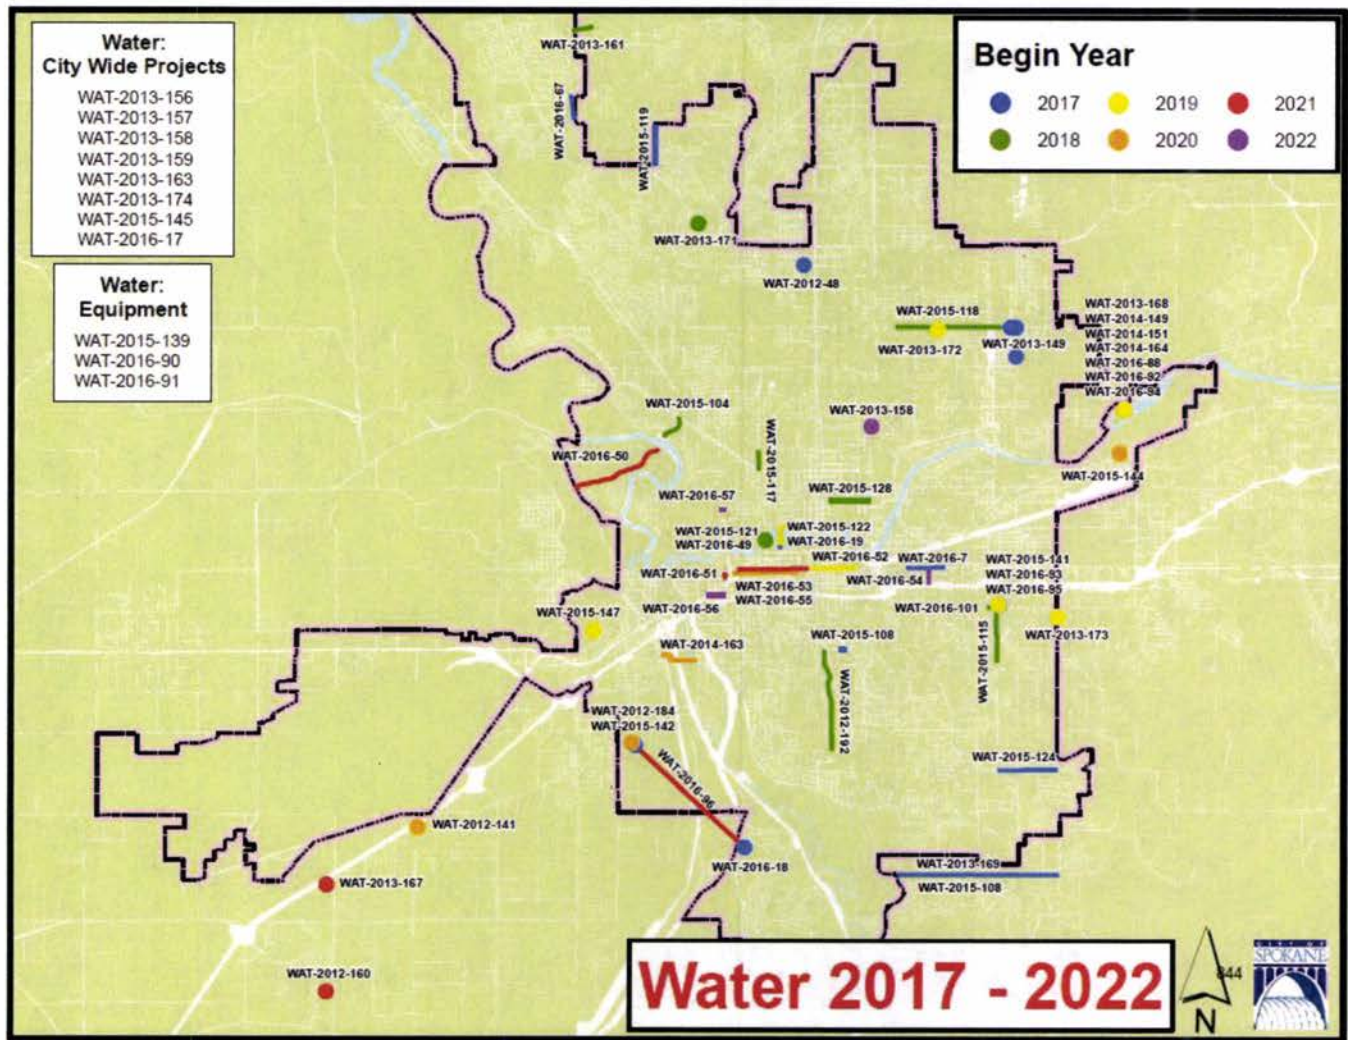 Water:
City Wide Projects
WAT-2013-156
WAT-2013-157
WAT-2013-158
WAT-2013-159
WAT-2013-163
WAT-2013-174
WAT-2015-145
WAT-2016-17
Water:
Equipment
WAT-2015-139
WAT-2016-90
WAT-2016-91
Begin Year
2017 2019 2021
2018 2020 2022
WAT-2013-161
WAT-2016-67
WAT-2015-119
WAT-2013-171
WAT-2012-48
WAT-2015-118
WAT-2013-172
WAT-2013-149
WAT-2013-168
WAT-2014-149
WAT-2014-151
WAT-2014-164
WAT-2016-88
WAT-2016-92
WAT-2016-94
WAT-2015-144
WAT-2015-104
WAT-2013-158
WAT-2016-50
WAT-2015-117
WAT-2016-57
WAT-2015-128
WAT-2015-121
WAT-2016-49
WAT-2015-122
WAT-2016-19
WAT-2016-52
WAT-2016-7
WAT-2016-54
WAT-2015-141
WAT-2016-93
WAT-2016-95
WAT-2016-51
WAT-2016-53
WAT-2016-55
WAT-2016-56
WAT-2016-101
WAT-2015-115
WAT-2013-173
WAT-2015-147
WAT-2014-163
WAT-2015-108
WAT-2012-192
WAT-2012-184
WAT-2015-142
WAT-2016-96
WAT-2015-124
WAT-2012-141
WAT-2016-18
WAT-2013-169
WAT-2015-108
WAT-2013-167
WAT-2012-160
Water 2017 - 2022
844
N
CITY OF
SPOKANE